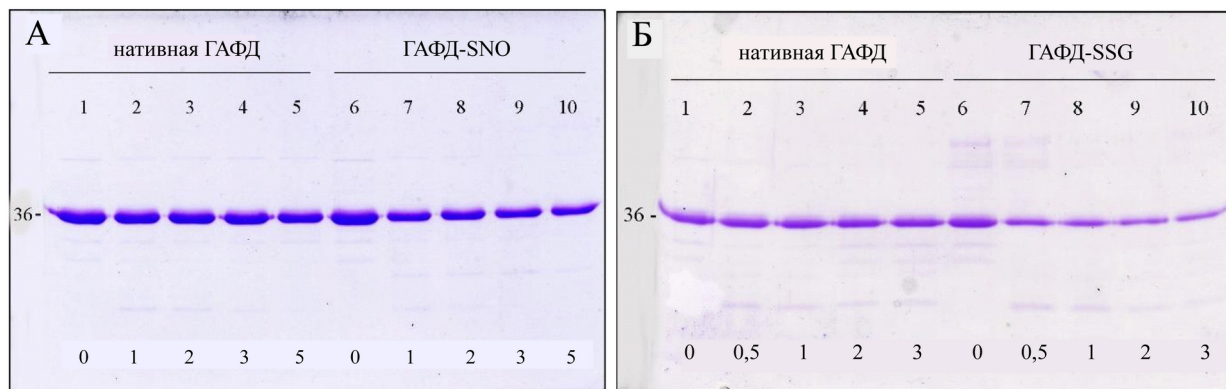 А
нативная ГАФД ГАФД-SNO
1 2 3 4 5 6 7 8 9 10
36-
0 1 2 3 5 0 1 2 3 5
Б
нативная ГАФД ГАФД-SSG
1 2 3 4 5 6 7 8 9 10
36 -
0 0,5 1 2 3 0 0,5 1 2 3